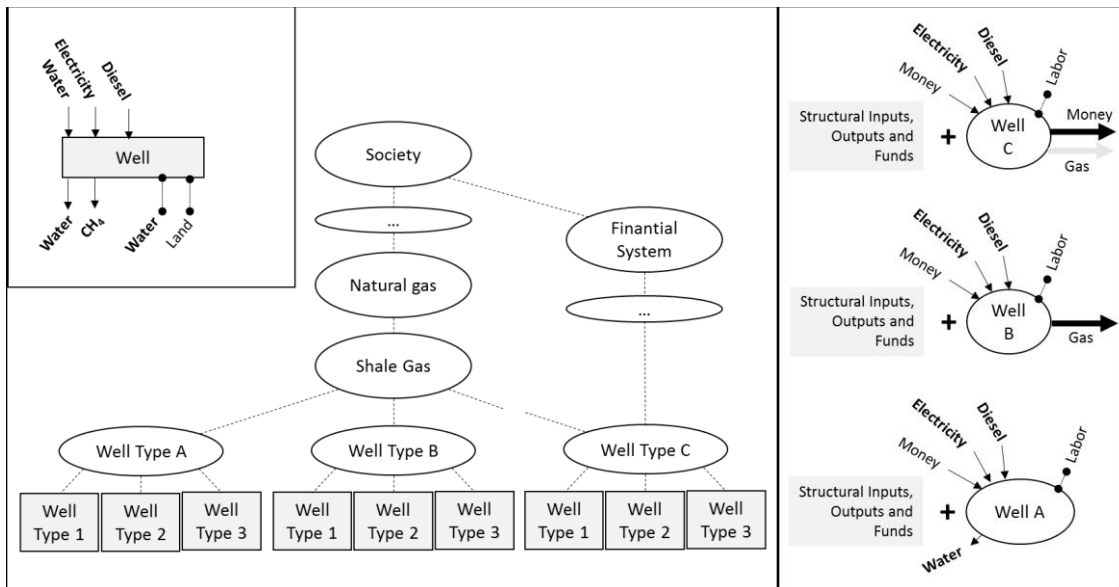 Water
Electricity
Diesel
Well
Water
CH4
Water
Land
Society
...
Finantial
System
Natural gas
...
Shale Gas
Well Type A
Well Type B
Well Type C
Well
Type 1
Well
Type 2
Well
Type 3
Well
Type 1
Well
Type 2
Well
Type 3
Well
Type 1
Well
Type 2
Well
Type 3
Structural Inputs,
Outputs and
Funds
+
Money
Electricity
Diesel
Labor
Well
C
Money
Gas
Structural Inputs,
Outputs and
Funds
+
Money
Electricity
Diesel
Labor
Well
B
Gas
Structural Inputs,
Outputs and
Funds
+
Money
Electricity
Diesel
Labor
Well A
Water